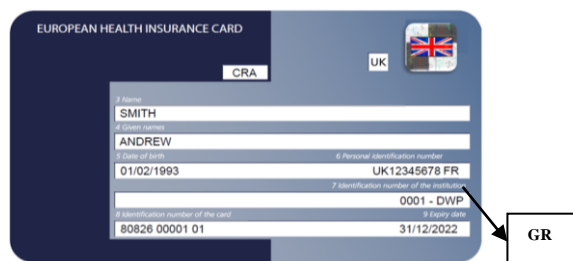 EUROPEAN HEALTH INSURANCE CARD
UK
CRA
3 Name
SMITH
4 Given names
ANDREW
5 Date of birth 6 Personal identification number
01/02/1993 UK12345678 FR
7 Identification number of the institution
0001 - DWP
8 Identification number of the card 9 Expiry date
80826 00001 01 31/12/2022
GR